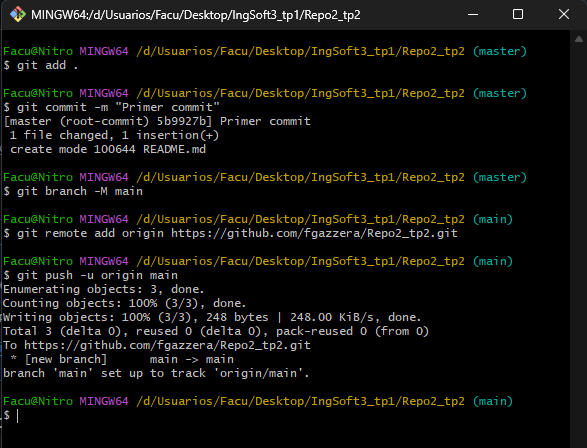 MINGW64:/d/Usuarios/Facu/Desktop/IngSoft3_tp1/Repo2_tp2
Facu@Nitro MINGW64 /d/Usuarios/Facu/Desktop/IngSoft3_tp1/Repo2_tp2 (master)
$ git add .
Facu@Nitro MINGW64 /d/Usuarios/Facu/Desktop/IngSoft3_tp1/Repo2_tp2 (master)
$ git commit -m "Primer commit"
[master (root-commit) 5b9927b] Primer commit
 1 file changed, 1 insertion(+)
 create mode 100644 README.md
Facu@Nitro MINGW64 /d/Usuarios/Facu/Desktop/IngSoft3_tp1/Repo2_tp2 (master)
$ git branch -M main
Facu@Nitro MINGW64 /d/Usuarios/Facu/Desktop/IngSoft3_tp1/Repo2_tp2 (main)
$ git remote add origin https://github.com/fgazzera/Repo2_tp2.git
Facu@Nitro MINGW64 /d/Usuarios/Facu/Desktop/IngSoft3_tp1/Repo2_tp2 (main)
$ git push -u origin main
Enumerating objects: 3, done.
Counting objects: 100% (3/3), done.
Writing objects: 100% (3/3), 248 bytes | 248.00 KiB/s, done.
Total 3 (delta 0), reused 0 (delta 0), pack-reused 0 (from 0)
To https://github.com/fgazzera/Repo2_tp2.git
 * [new branch]      main -> main
branch 'main' set up to track 'origin/main'.
Facu@Nitro MINGW64 /d/Usuarios/Facu/Desktop/IngSoft3_tp1/Repo2_tp2 (main)
$